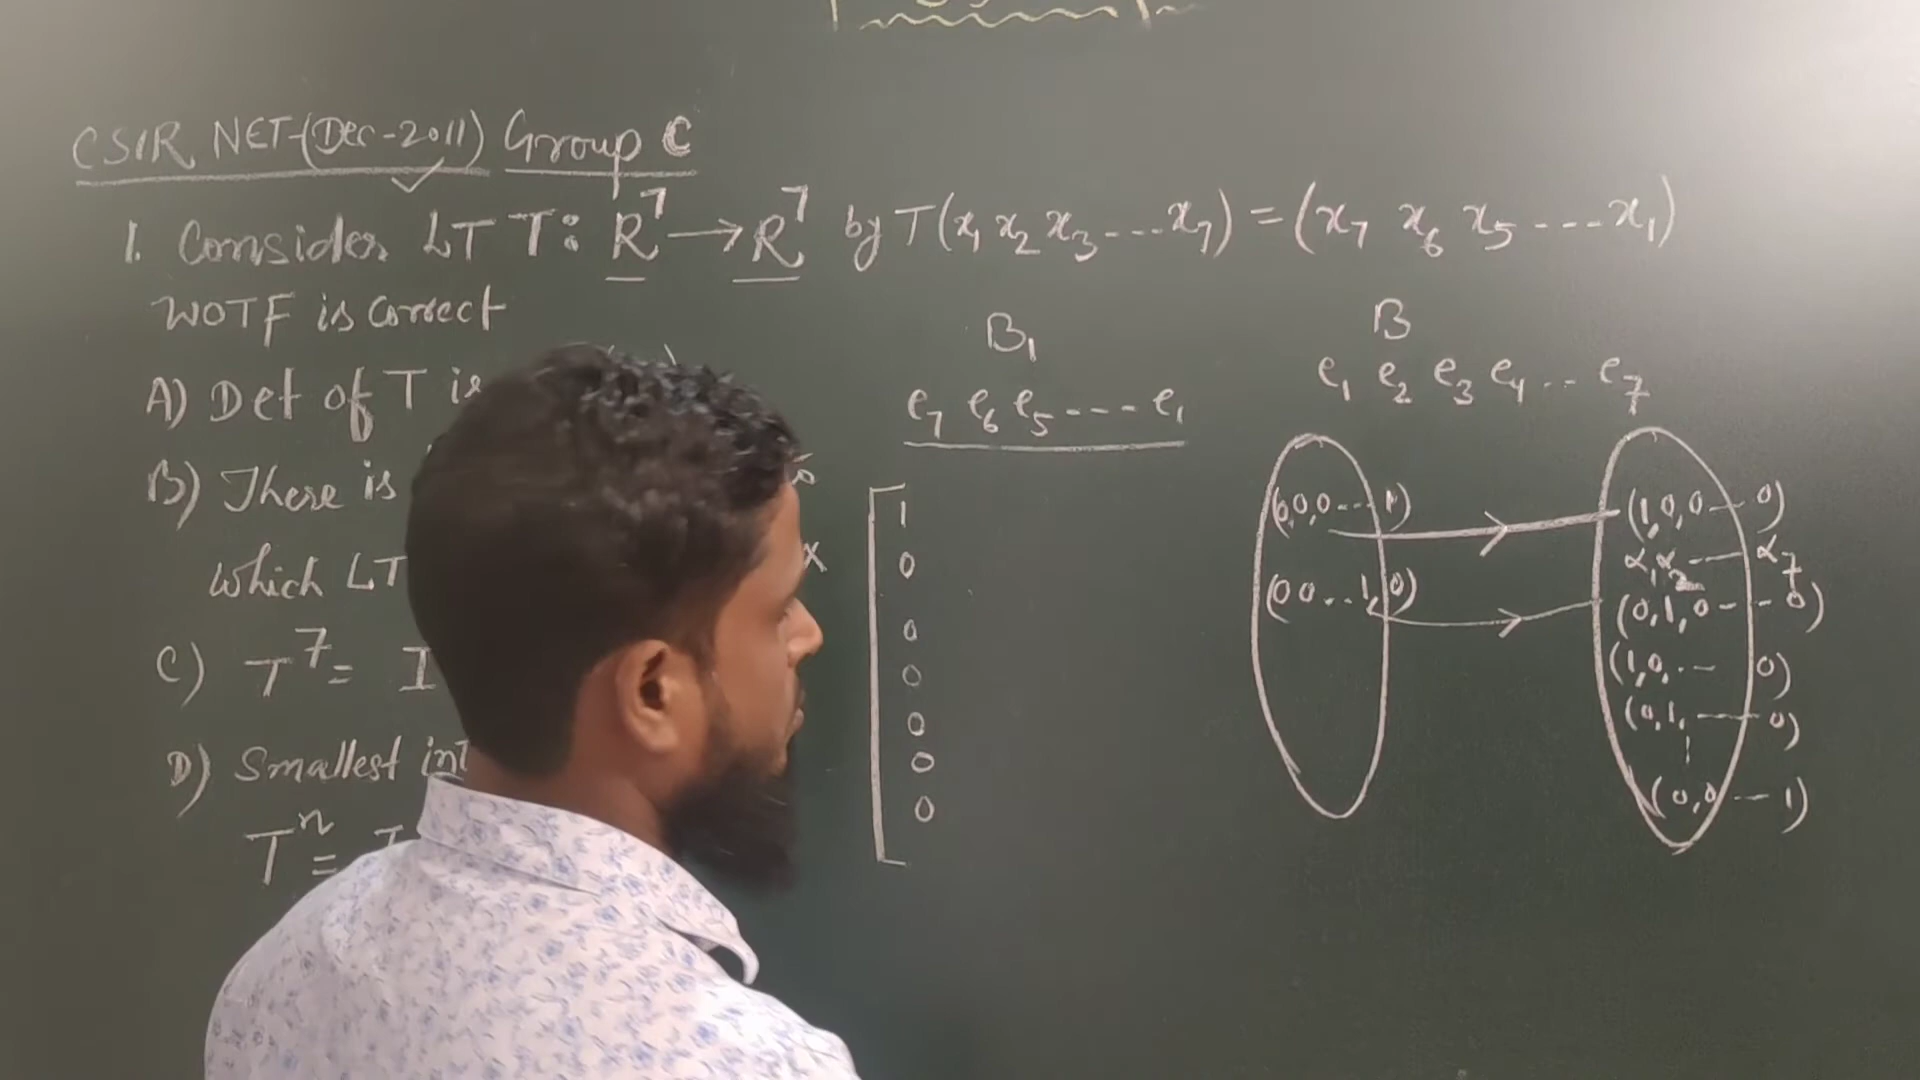 CSIR NET-(Dec-2011) Group C
1. Consider LT T: R⁷ → R⁷ by T(x₁ x₂ x₃ --- x₇) = (x₇ x₆ x₅ --- x₁)
WOTF is correct
A) Det of T is
B) There is
which LT x
C) T⁷ = I
D) Smallest int
Tⁿ =
B₁
e₇ e₆ e₅ ---- e₁
1
0
0
0
0
0
0
B
e₁ e₂ e₃ e₄ -- e₇
(0,0,0---1) (1,0,0--0)
α₁ α₂ --- α₇
(00..1,0) (0,1,0---0)
(1,0,-- 0)
(0,1,---0)
(0,0--1)